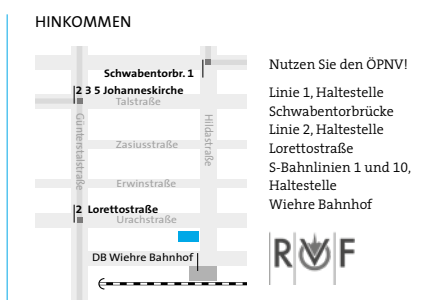 HINKOMMEN
Schwabentorbr. 1
2 3 5 Johanneskirche
Talstraße
Günterstalstraße
Hildastraße
Zasiusstraße
Erwinstraße
2 Lorettostraße
Urachstraße
DB Wiehre Bahnhof
Nutzen Sie den ÖPNV!
Linie 1, Haltestelle
Schwabentorbrücke
Linie 2, Haltestelle
Lorettostraße
S-Bahnlinien 1 und 10,
Haltestelle
Wiehre Bahnhof
RVF